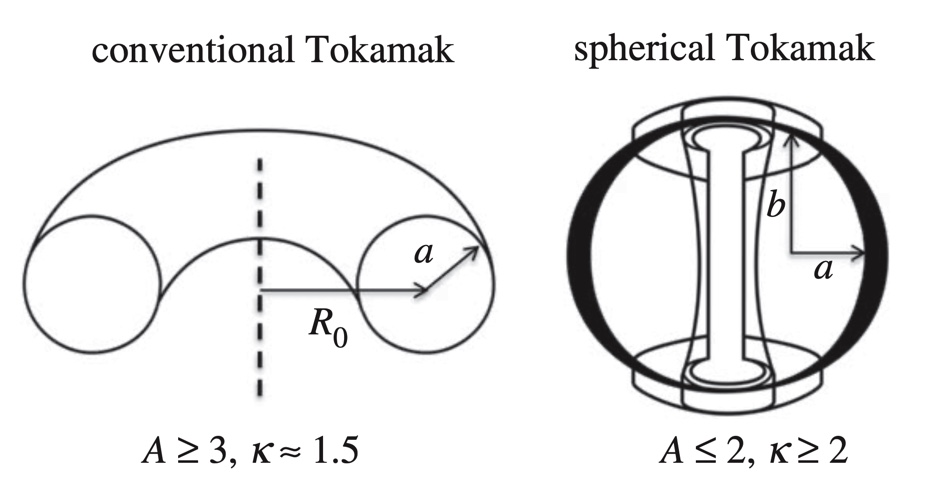 conventional Tokamak
spherical Tokamak
a
R₀
b
a
A ≥ 3, κ ≈ 1.5
A ≤ 2, κ ≥ 2